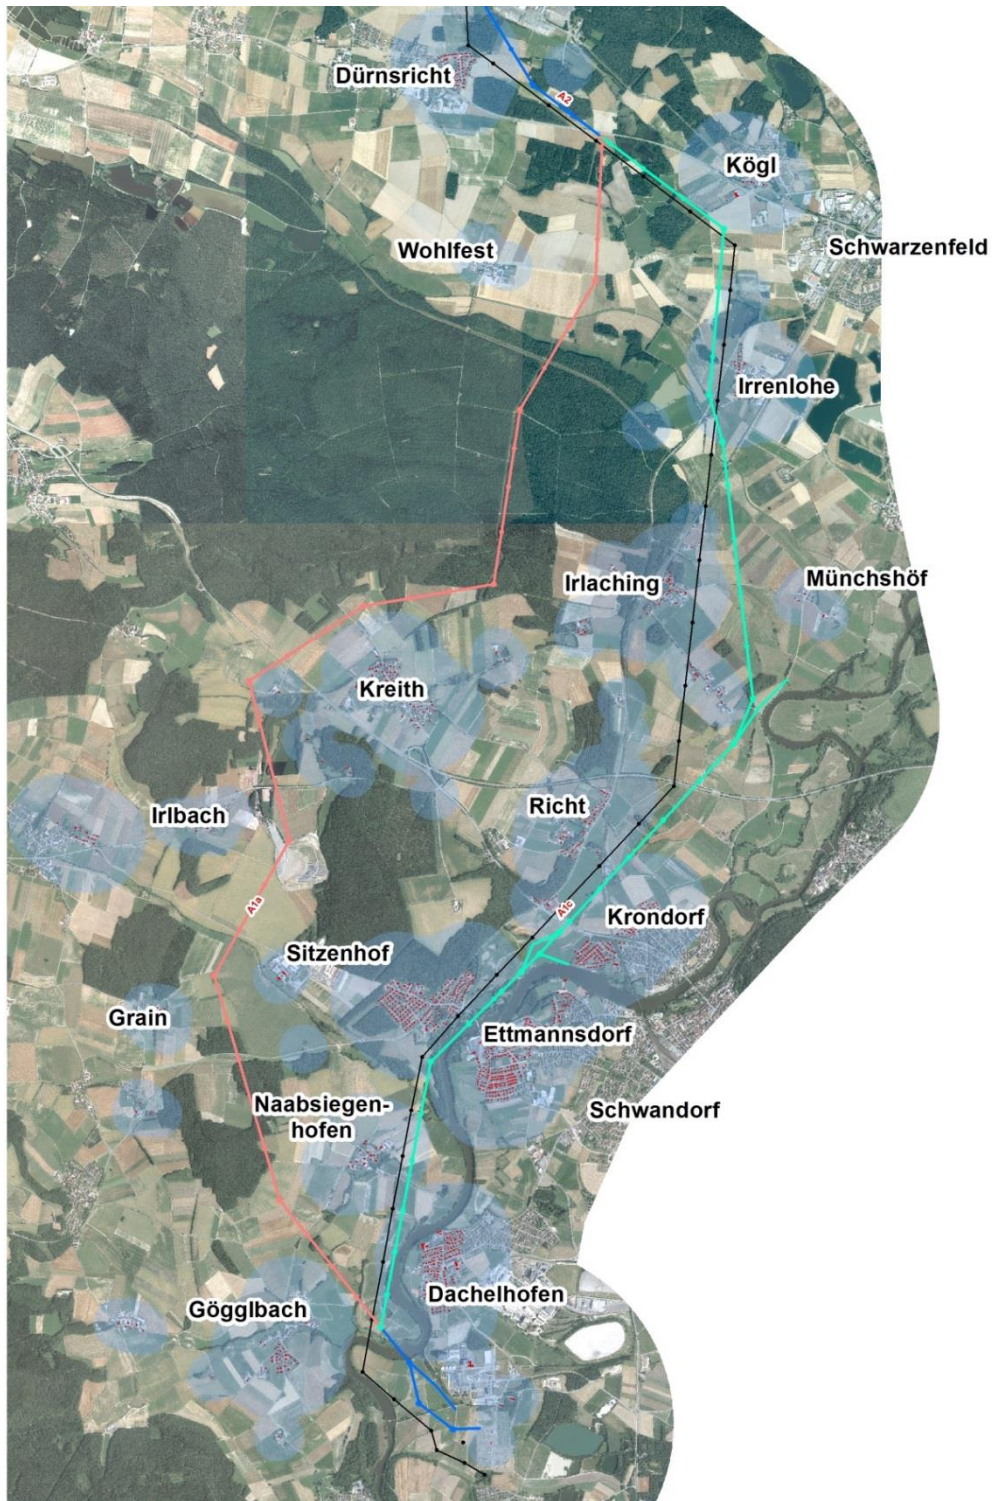 Dürnsricht
A2
Kögl
Wohlfest
Schwarzenfeld
Irrenlohe
Irlaching
Münchshöf
Kreith
Richt
Irlbach
A1a
A1c
Krondorf
Sitzenhof
Grain
Ettmannsdorf
Naabsiegen-
hofen
Schwandorf
Dachelhofen
Gögglbach